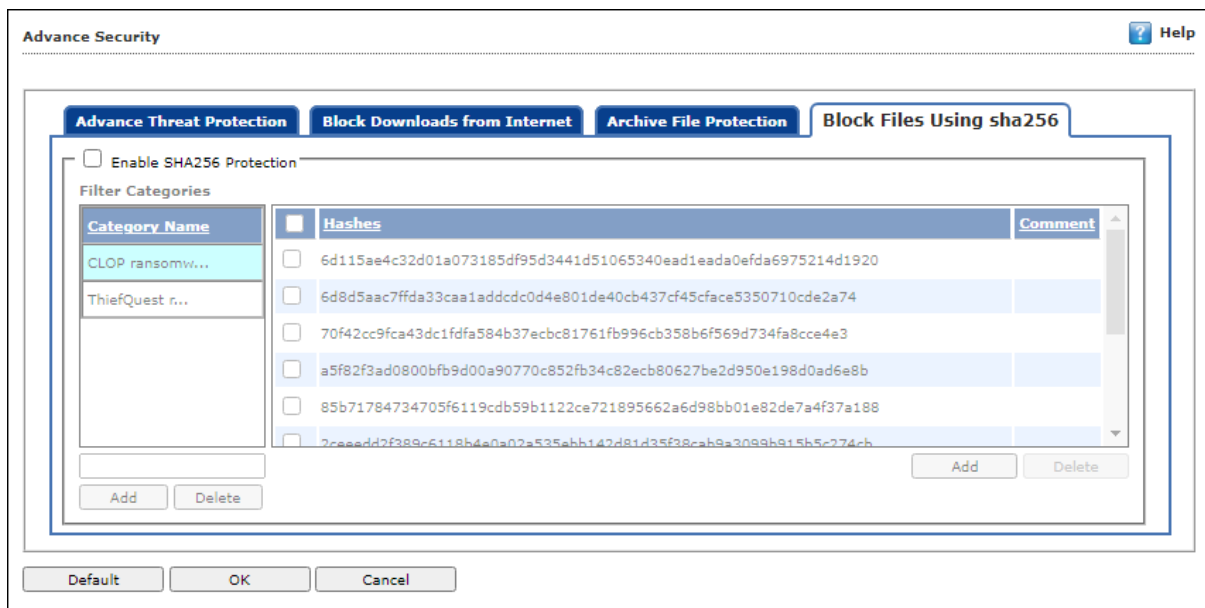 Advance Security
Help
Advance Threat Protection Block Downloads from Internet Archive File Protection Block Files Using sha256
Enable SHA256 Protection
Filter Categories
Category Name Hashes Comment
CLOP ransomw... 6d115ae4c32d01a073185df95d3441d51065340ead1eada0efda6975214d1920
6d8d5aac7ffda33caa1addcdc0d4e801de40cb437cf45cface5350710cde2a74
ThiefQuest r...
70f42cc9fca43dc1fdfa584b37ecbc81761fb996cb358b6f569d734fa8cce4e3
a5f82f3ad0800bfb9d00a90770c852fb34c82ecb80627be2d950e198d0ad6e8b
85b71784734705f6119cdb59b1122ce721895662a6d98bb01e82de7a4f37a188
2ceeedd2f389c6118b4e0a02a535ebb142d81d35f38cab9a3099b915b5c274cb
Add Delete
Add Delete
Default OK Cancel